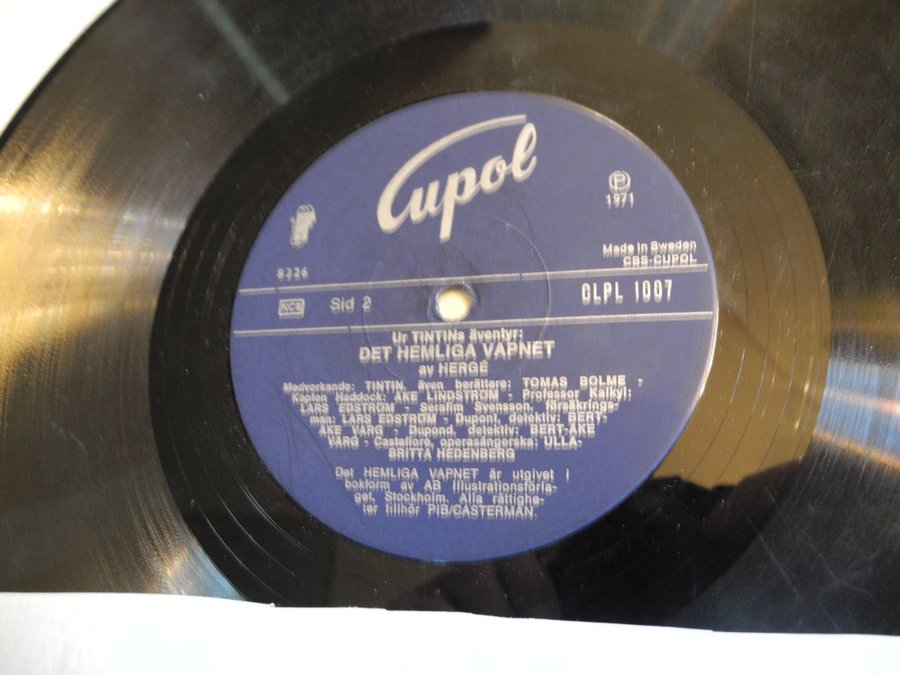 Cupol
P
1971
Made in Sweden
CBS-CUPOL
8226
NCB
Sid 2
CLPL 1007
Ur TINTINs äventyr:
DET HEMLIGA VAPNET
av HERGÉ
Medverkande: TINTIN, även berättare: TOMAS BOLME -
Kapten Haddock: ÅKE LINDSTRÖM - Professor Kalkyl:
LARS EDSTRÖM - Serafim Svensson, försäkrings-
man: LARS EDSTRÖM - Dupont, detektiv: BERT-
ÅKE VARG - Dupond, detektiv: BERT-ÅKE
VARG - Castafiore, operasångerska: ULLA-
BRITTA HEDENBERG
Det HEMLIGA VAPNET är utgivet i
bokform av AB Illustrationsförla-
get, Stockholm. Alla rättighe-
ter tillhör PIB/CASTERMAN.